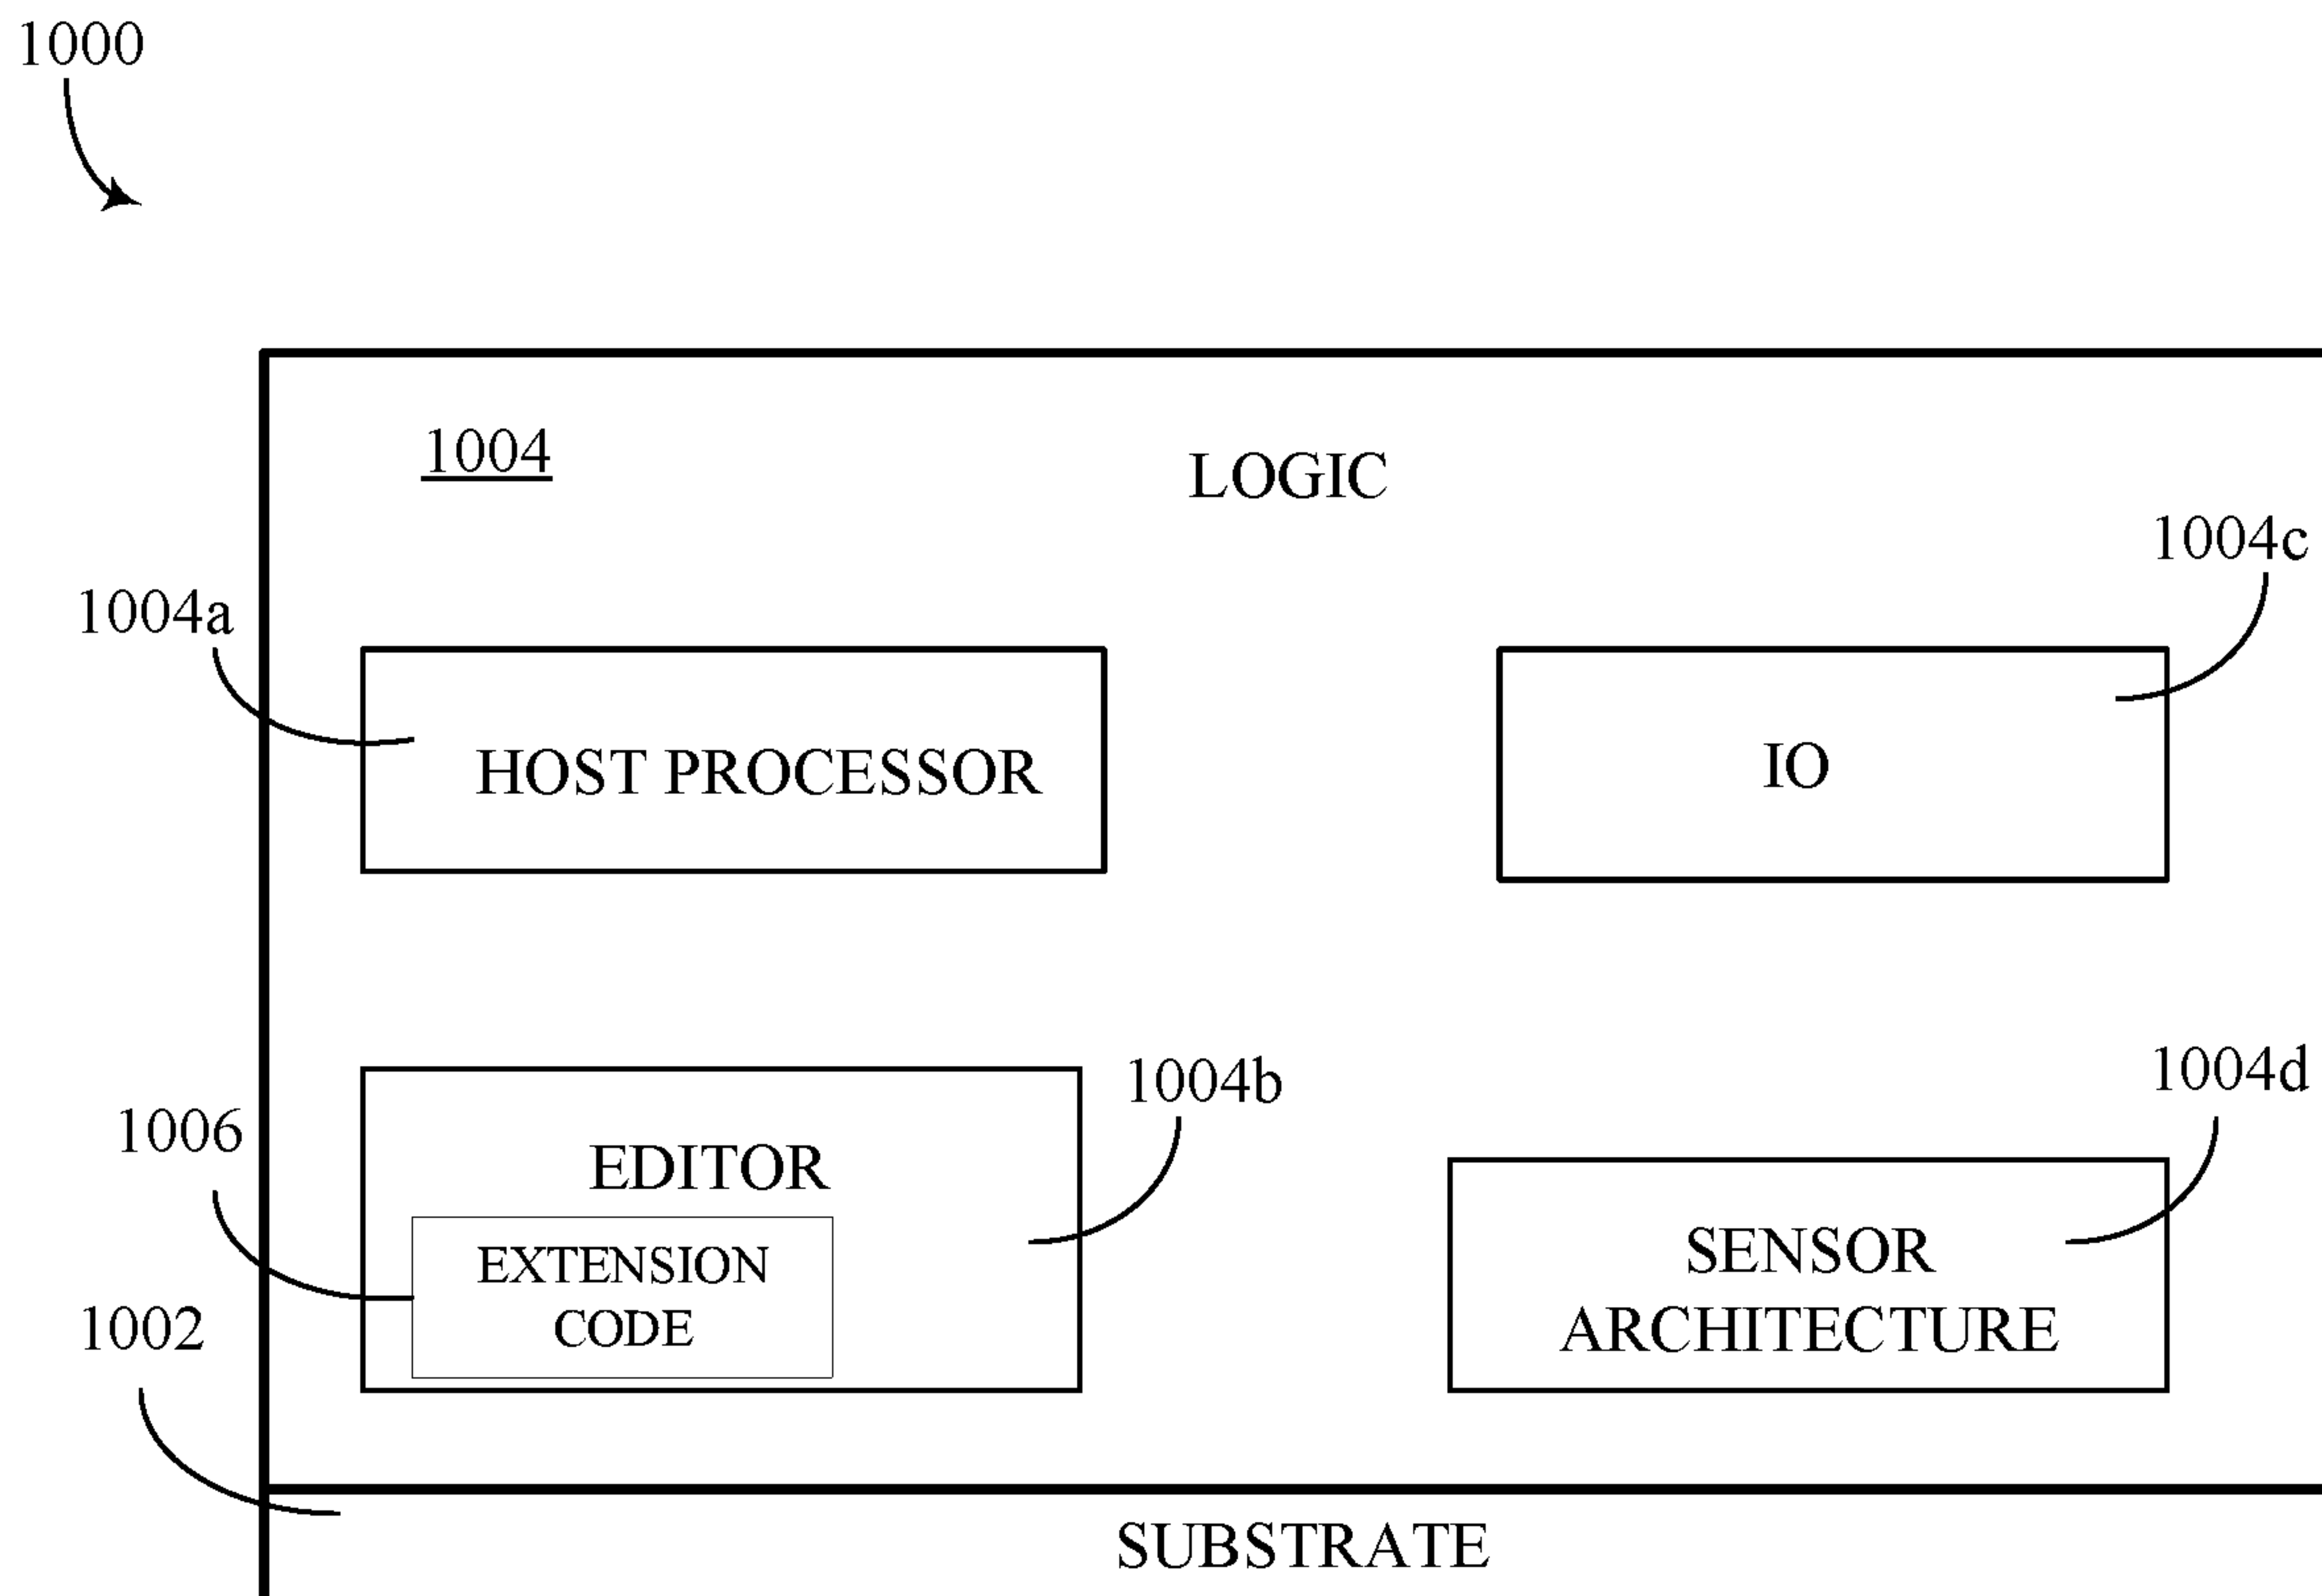 1000
1004
LOGIC
1004c
1004a
HOST PROCESSOR
IO
1004b
1004d
1006
EDITOR
EXTENSION
CODE
SENSOR
ARCHITECTURE
1002
SUBSTRATE